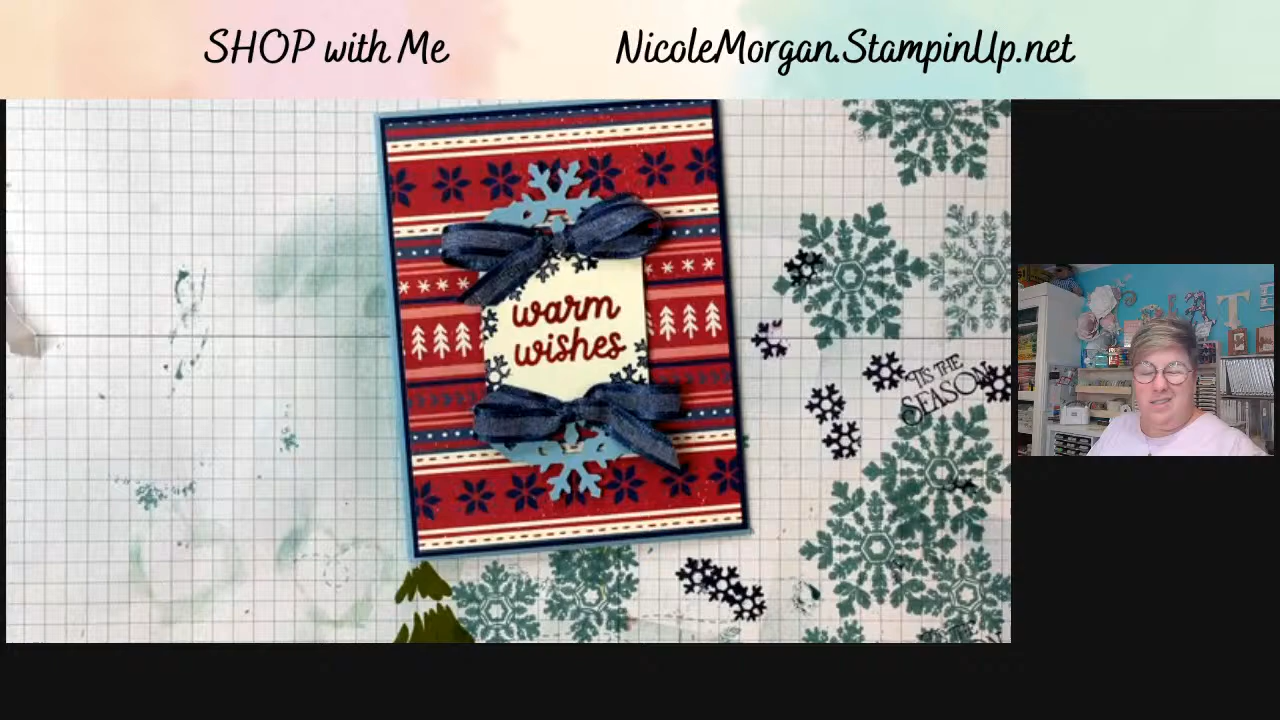 SHOP with Me
NicoleMorgan.StampinUp.net
warm
wishes
'TIS THE
SEASON